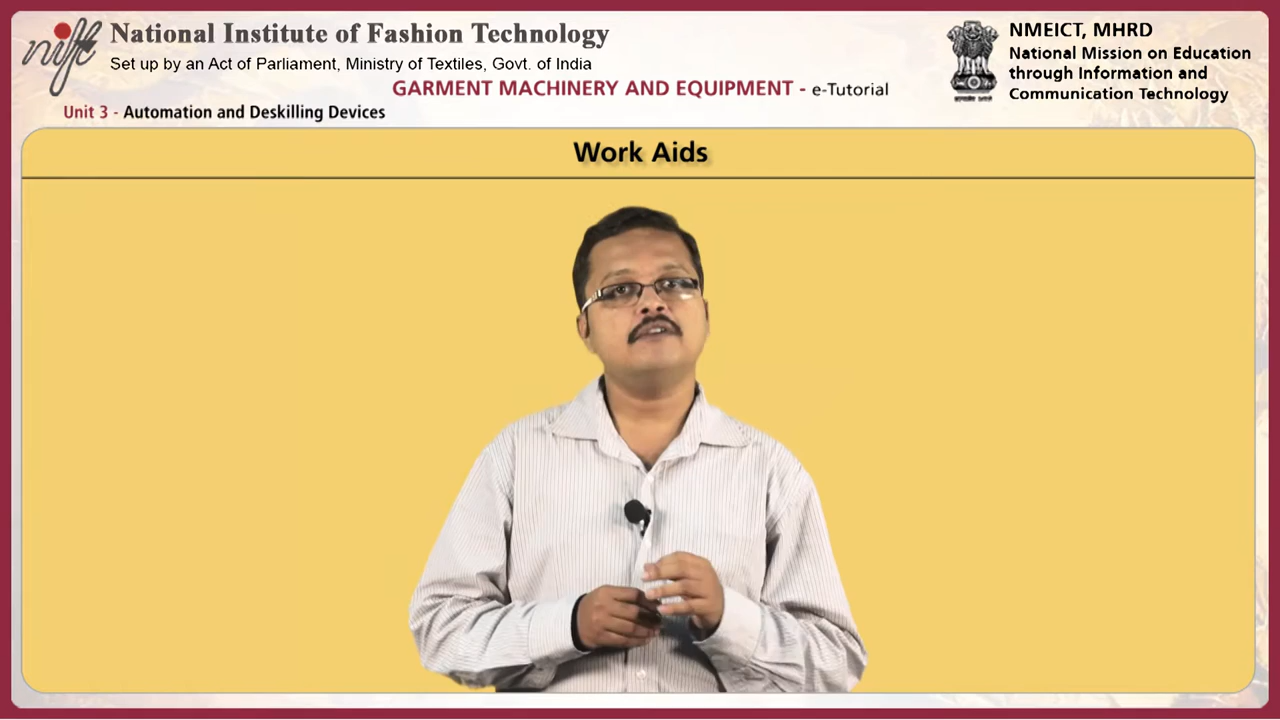 nift
National Institute of Fashion Technology
Set up by an Act of Parliament, Ministry of Textiles, Govt. of India
GARMENT MACHINERY AND EQUIPMENT - e-Tutorial
Unit 3 - Automation and Deskilling Devices
NMEICT, MHRD
National Mission on Education
through Information and
Communication Technology
Work Aids